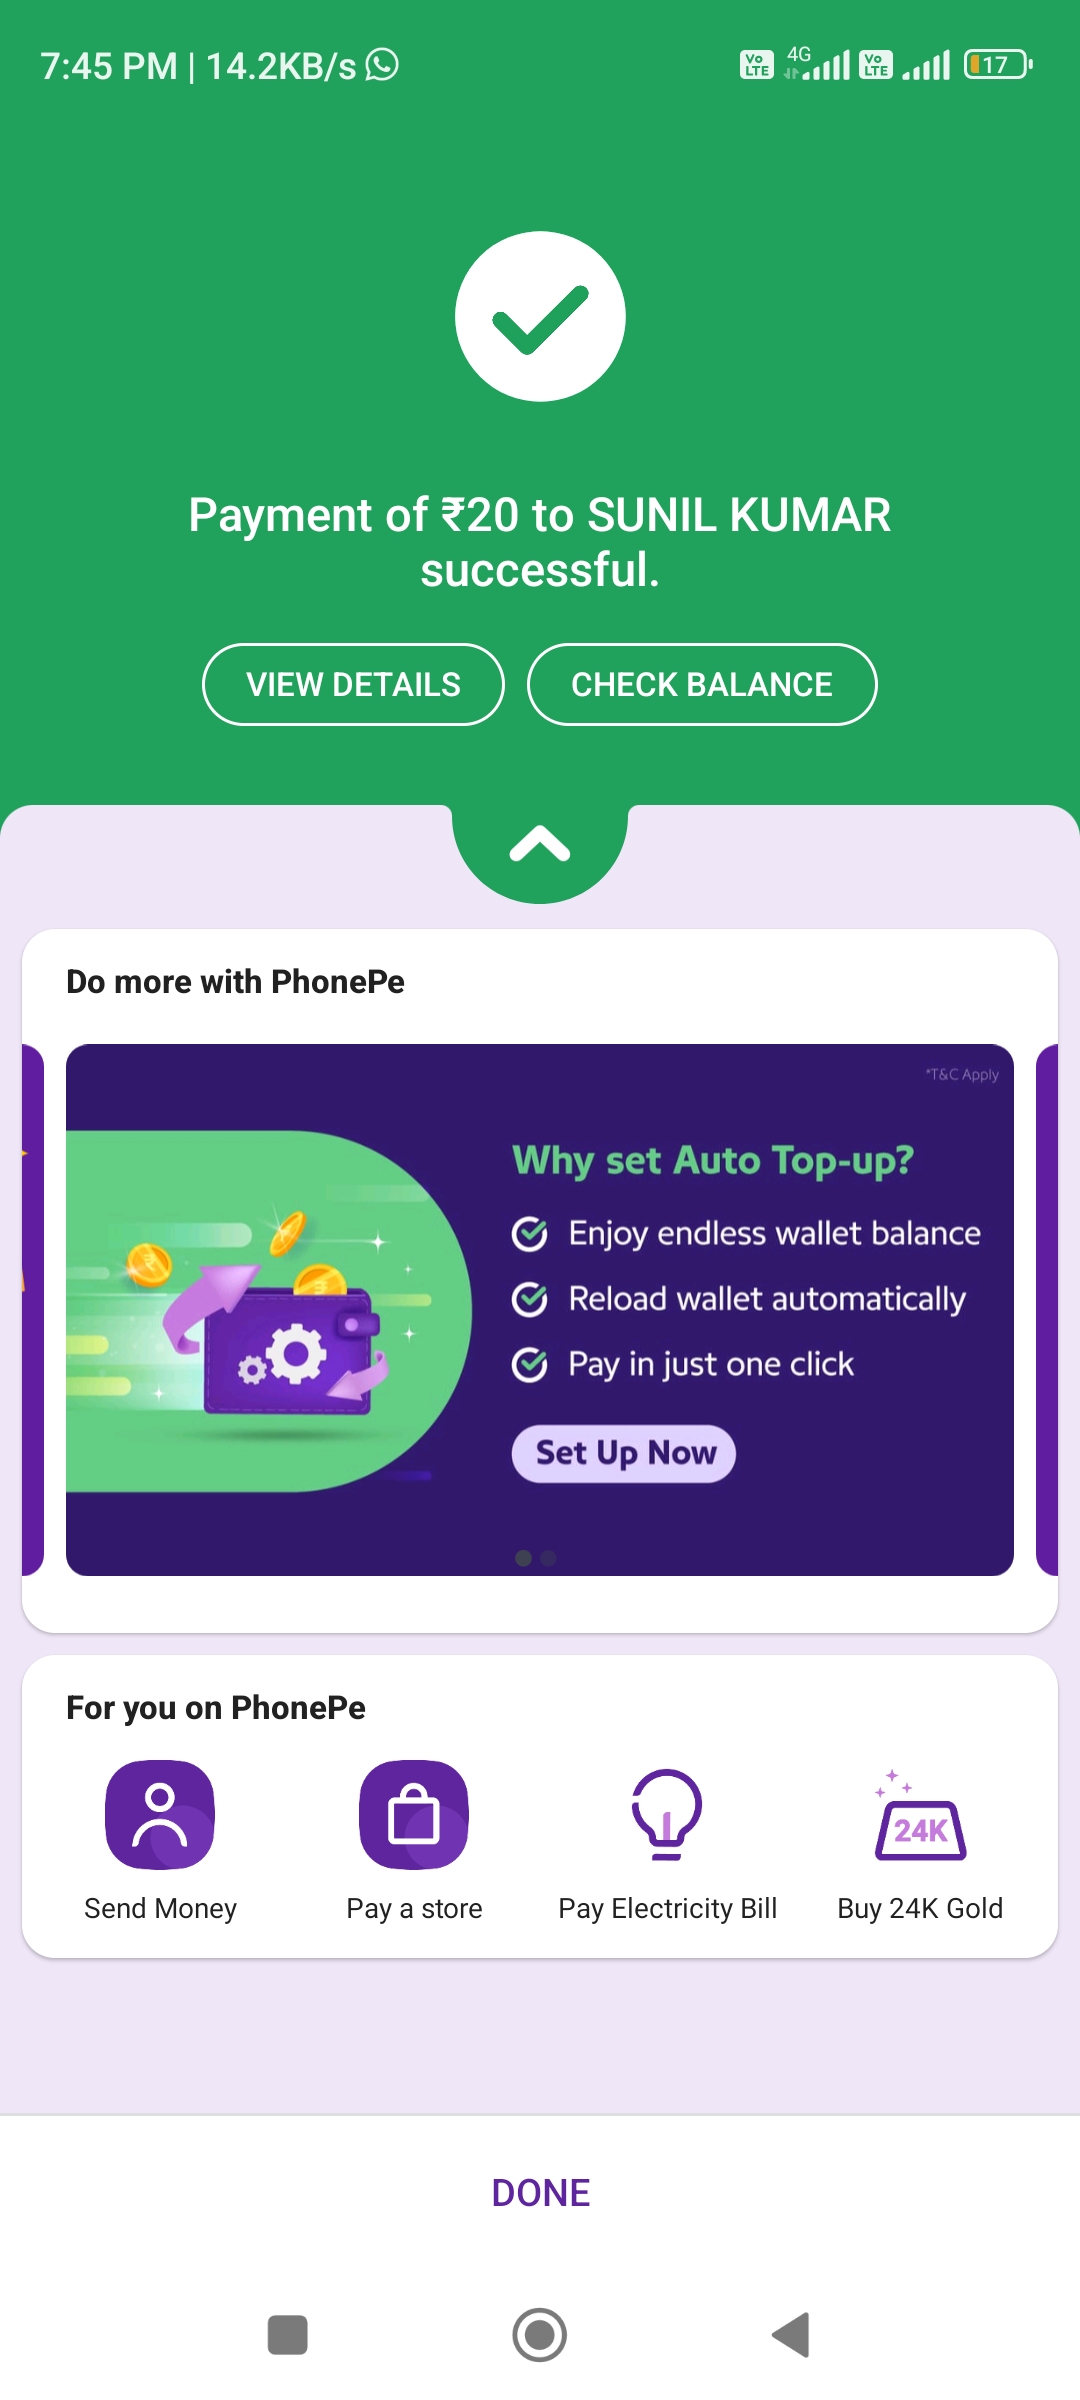 7:45 PM | 14.2KB/s
Vo LTE 4G Vo LTE 17
Payment of ₹20 to SUNIL KUMAR
successful.
VIEW DETAILS CHECK BALANCE
Do more with PhonePe
*T&C Apply
Why set Auto Top-up?
Enjoy endless wallet balance
Reload wallet automatically
Pay in just one click
Set Up Now
For you on PhonePe
24K
Send Money Pay a store Pay Electricity Bill Buy 24K Gold
DONE